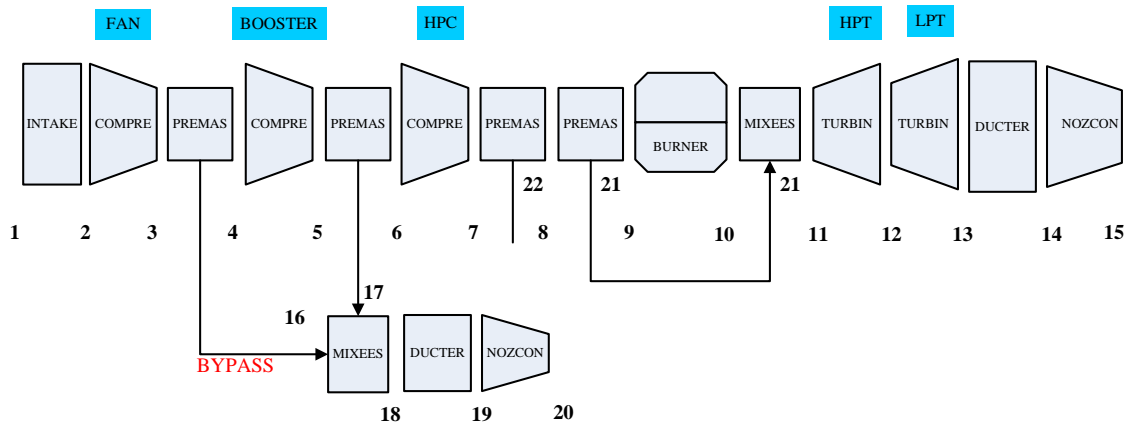 FAN
BOOSTER
HPC
HPT
LPT
INTAKE
COMPRE
PREMAS
COMPRE
PREMAS
COMPRE
PREMAS
PREMAS
BURNER
MIXEES
TURBIN
TURBIN
DUCTER
NOZCON
22
21
21
1
2
3
4
5
6
7
8
9
10
11
12
13
14
15
17
16
MIXEES
DUCTER
NOZCON
BYPASS
18
19
20